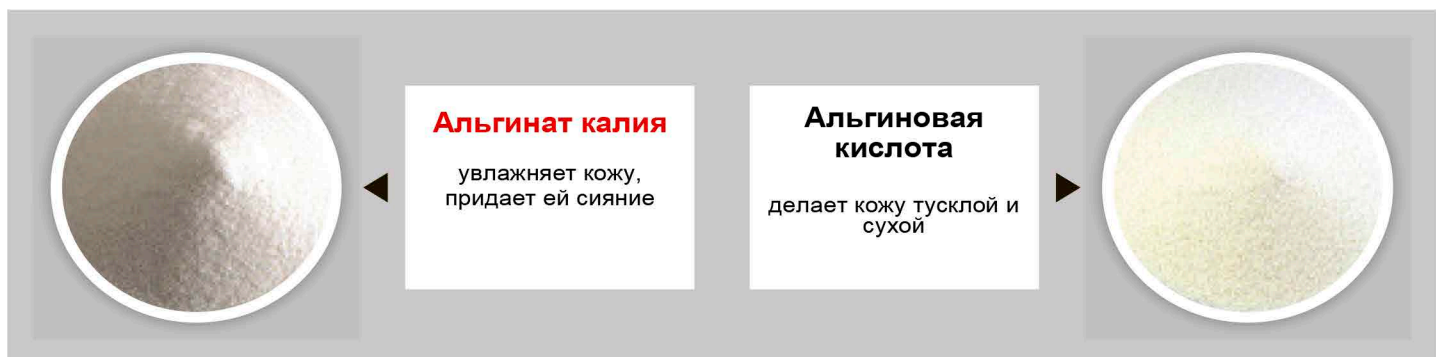 Альгинат калия
увлажняет кожу,
придает ей сияние
Альгиновая
кислота
делает кожу тусклой и
сухой